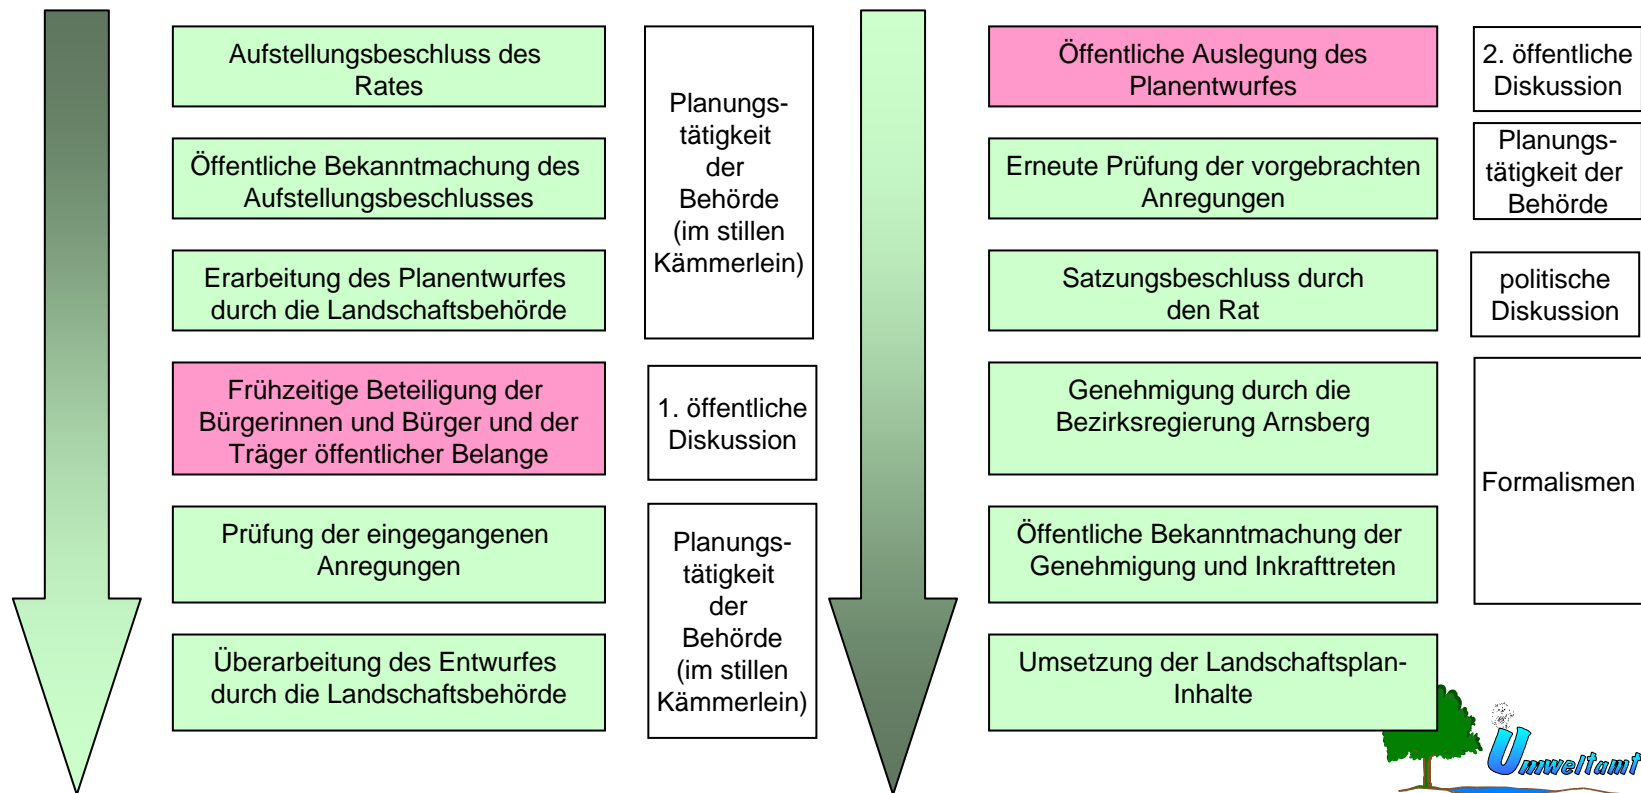 Aufstellungsbeschluss des
Rates
Öffentliche Bekanntmachung des
Aufstellungsbeschlusses
Erarbeitung des Planentwurfes
durch die Landschaftsbehörde
Planungs-
tätigkeit
der
Behörde
(im stillen
Kämmerlein)
Frühzeitige Beteiligung der
Bürgerinnen und Bürger und der
Träger öffentlicher Belange
1. öffentliche
Diskussion
Prüfung der eingegangenen
Anregungen
Überarbeitung des Entwurfes
durch die Landschaftsbehörde
Planungs-
tätigkeit
der
Behörde
(im stillen
Kämmerlein)
Öffentliche Auslegung des
Planentwurfes
2. öffentliche
Diskussion
Erneute Prüfung der vorgebrachten
Anregungen
Planungs-
tätigkeit der
Behörde
Satzungsbeschluss durch
den Rat
politische
Diskussion
Genehmigung durch die
Bezirksregierung Arnsberg
Öffentliche Bekanntmachung der
Genehmigung und Inkrafttreten
Formalismen
Umsetzung der Landschaftsplan-
Inhalte
Umweltamt